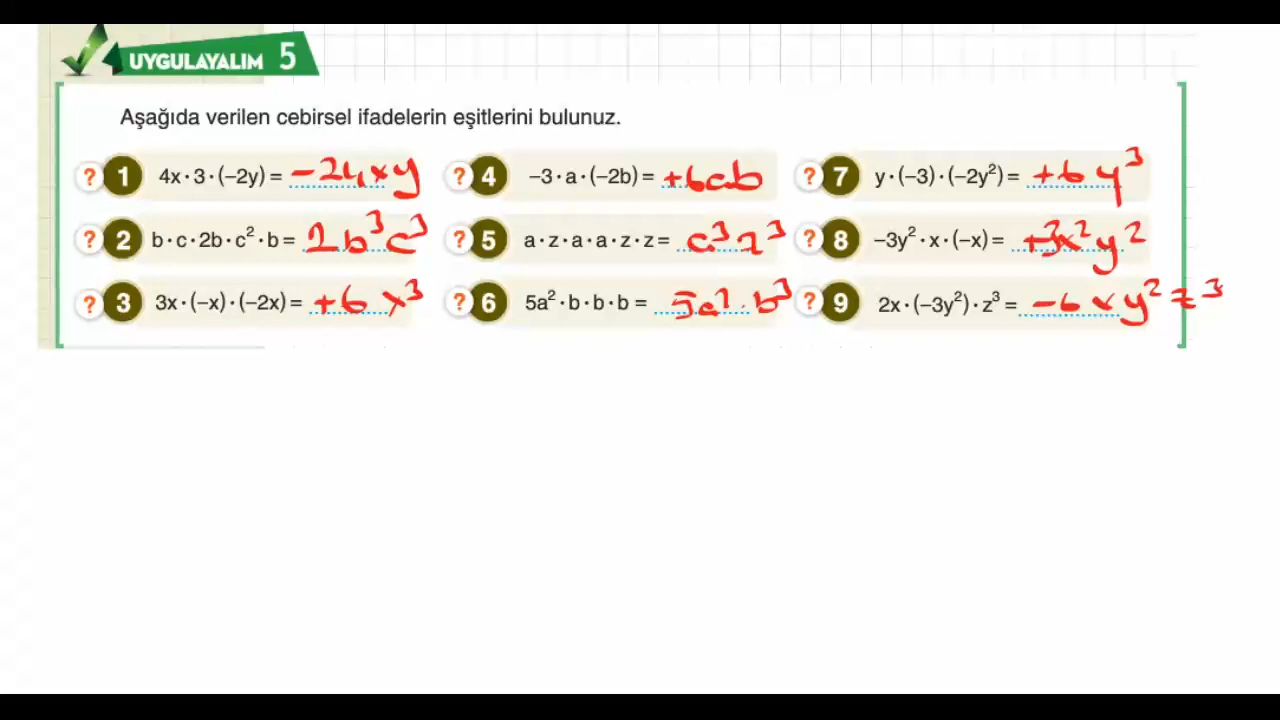 UYGULAYALIM 5
Aşağıda verilen cebirsel ifadelerin eşitlerini bulunuz.
? 1 4x · 3 · (−2y) = −24xy
? 4 −3 · a · (−2b) = +6ab
? 7 y · (−3) · (−2y²) = +6y³
? 2 b · c · 2b · c² · b = 2b³c³
? 5 a · z · a · a · z · z = a³z³
? 8 −3y² · x · (−x) = +3x²y²
? 3 3x · (−x) · (−2x) = +6x³
? 6 5a² · b · b · b = 5a² · b³
? 9 2x · (−3y²) · z³ = −6xy²z³